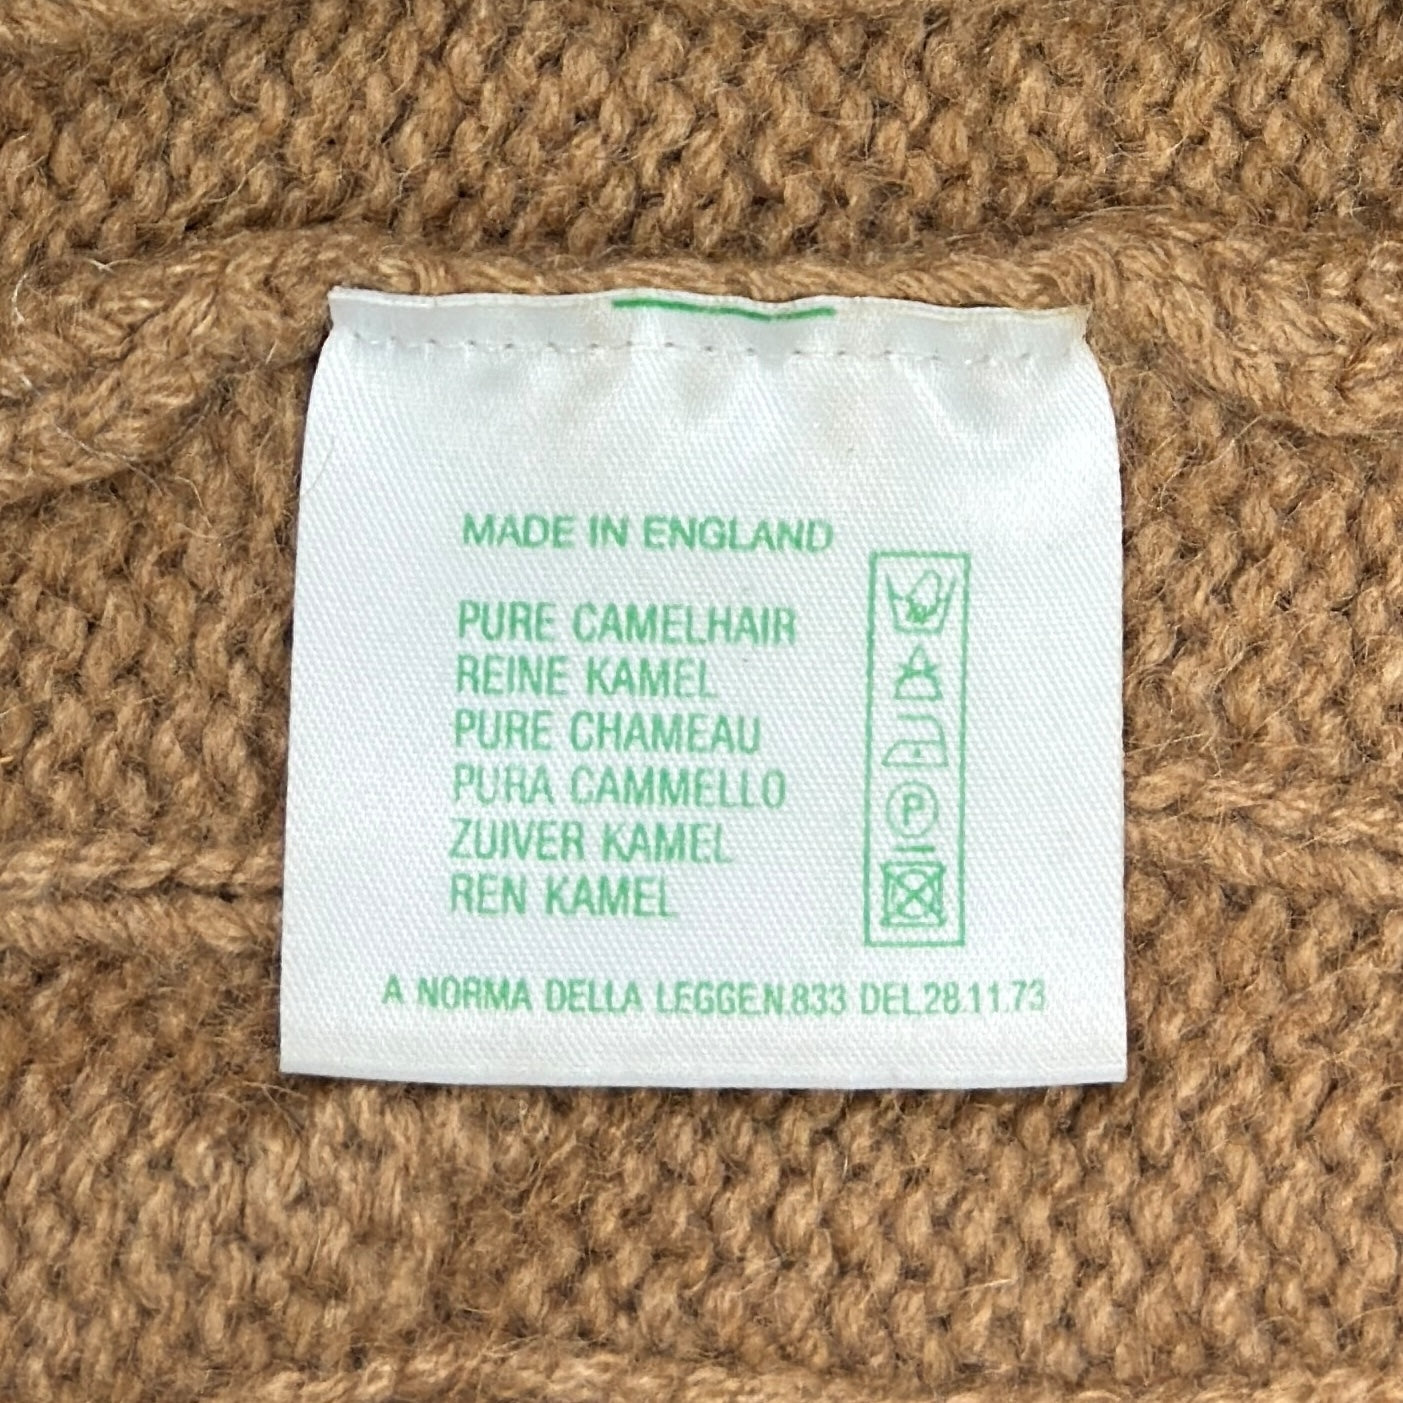 MADE IN ENGLAND
PURE CAMELHAIR
REINE KAMEL
PURE CHAMEAU
PURA CAMMELLO
ZUIVER KAMEL
REN KAMEL
P
A NORMA DELLA LEGGE.N.833 DEL.28.11.73